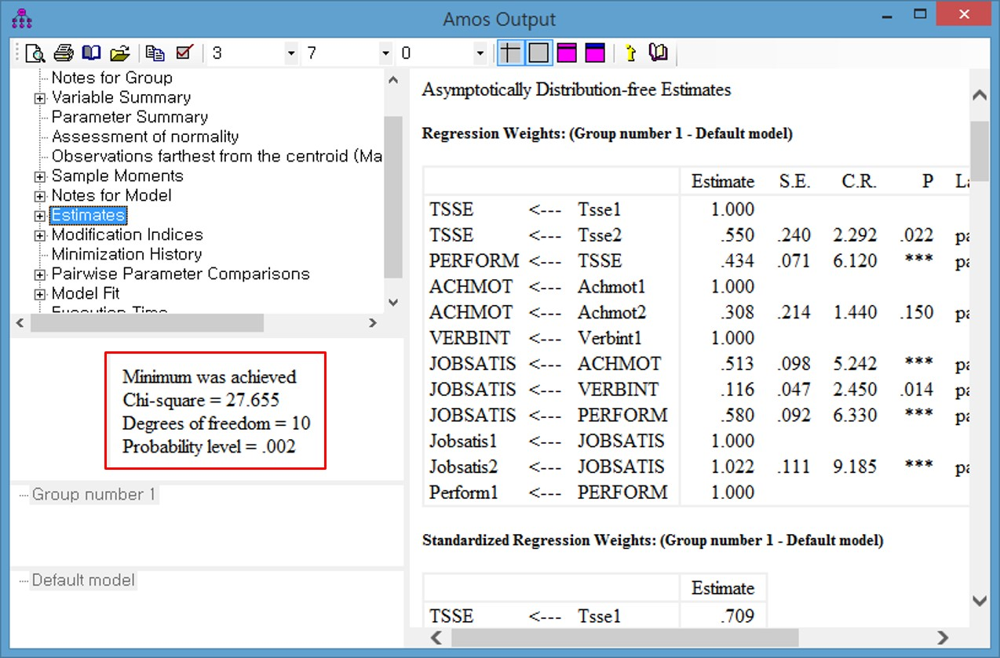 Amos Output
3 7 0
Notes for Group
Variable Summary
Parameter Summary
Assessment of normality
Observations farthest from the centroid (Ma
Sample Moments
Notes for Model
Estimates
Modification Indices
Minimization History
Pairwise Parameter Comparisons
Model Fit
Execution Time
Minimum was achieved
Chi-square = 27.655
Degrees of freedom = 10
Probability level = .002
Group number 1
Default model
Asymptotically Distribution-free Estimates
Regression Weights: (Group number 1 - Default model)
Estimate S.E. C.R. P La
TSSE <--- Tsse1 1.000
TSSE <--- Tsse2 .550 .240 2.292 .022 pa
PERFORM <--- TSSE .434 .071 6.120 *** pa
ACHMOT <--- Achmot1 1.000
ACHMOT <--- Achmot2 .308 .214 1.440 .150 pa
VERBINT <--- Verbint1 1.000
JOBSATIS <--- ACHMOT .513 .098 5.242 *** pa
JOBSATIS <--- VERBINT .116 .047 2.450 .014 pa
JOBSATIS <--- PERFORM .580 .092 6.330 *** pa
Jobsatis1 <--- JOBSATIS 1.000
Jobsatis2 <--- JOBSATIS 1.022 .111 9.185 *** pa
Perform1 <--- PERFORM 1.000
Standardized Regression Weights: (Group number 1 - Default model)
Estimate
TSSE <--- Tsse1 .709